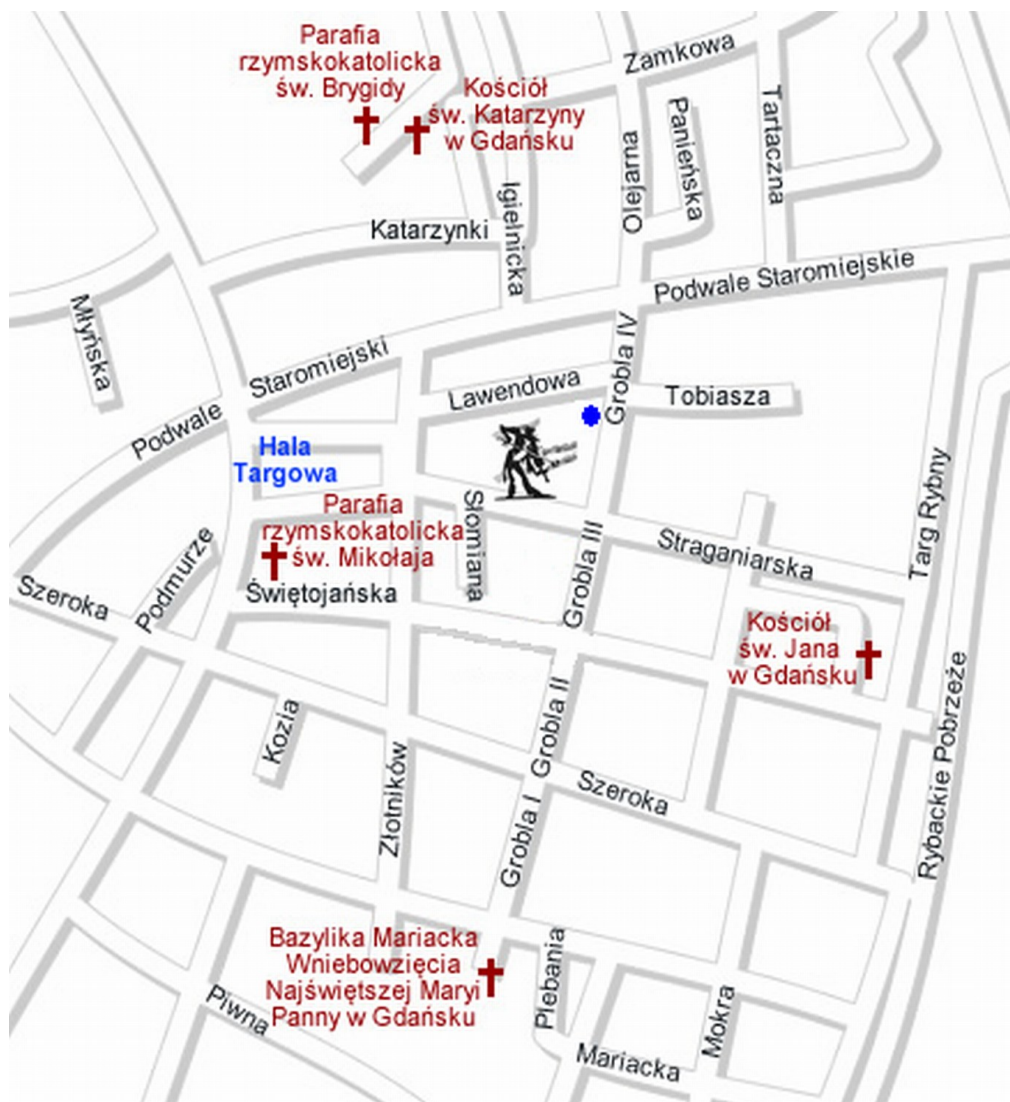 Parafia
rzymskokatolicka
św. Brygidy
Kościół
św. Katarzyny
w Gdańsku
Zamkowa
Tartaczna
Panieńska
Olejarna
Igielnicka
Katarzynki
Podwale Staromiejskie
Młyńska
Staromiejski
Podwale
Lawendowa
Grobla IV
Tobiasza
Hala
Targowa
Parafia
rzymskokatolicka
św. Mikołaja
Słomiana
Targ Rybny
Straganiarska
Grobla III
Podmurze
Szeroka
Świętojańska
Kościół
św. Jana
w Gdańsku
Rybackie Pobrzeże
Kozia
Grobla II
Złotników
Szeroka
Grobla I
Bazylika Mariacka
Wniebowzięcia
Najświętszej Maryi
Panny w Gdańsku
Plebania
Piwna
Mokra
Mariacka